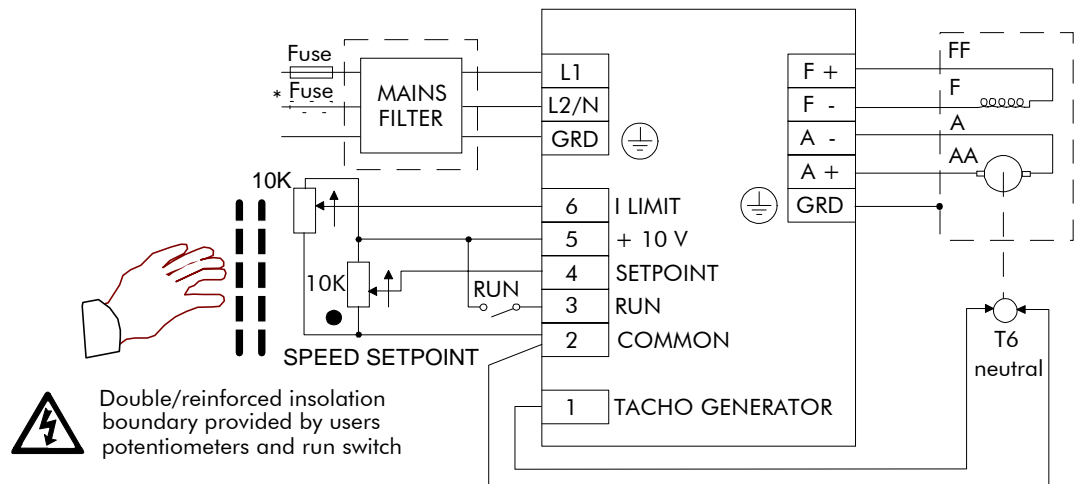 Fuse
* Fuse
MAINS
FILTER
L1
L2/N
GRD
10K
6 I LIMIT
5 + 10 V
10K
4 SETPOINT
RUN
3 RUN
2 COMMON
SPEED SETPOINT
1 TACHO GENERATOR
F +
F -
A -
A +
GRD
FF
F
A
AA
T6
neutral
Double/reinforced insolation
boundary provided by users
potentiometers and run switch